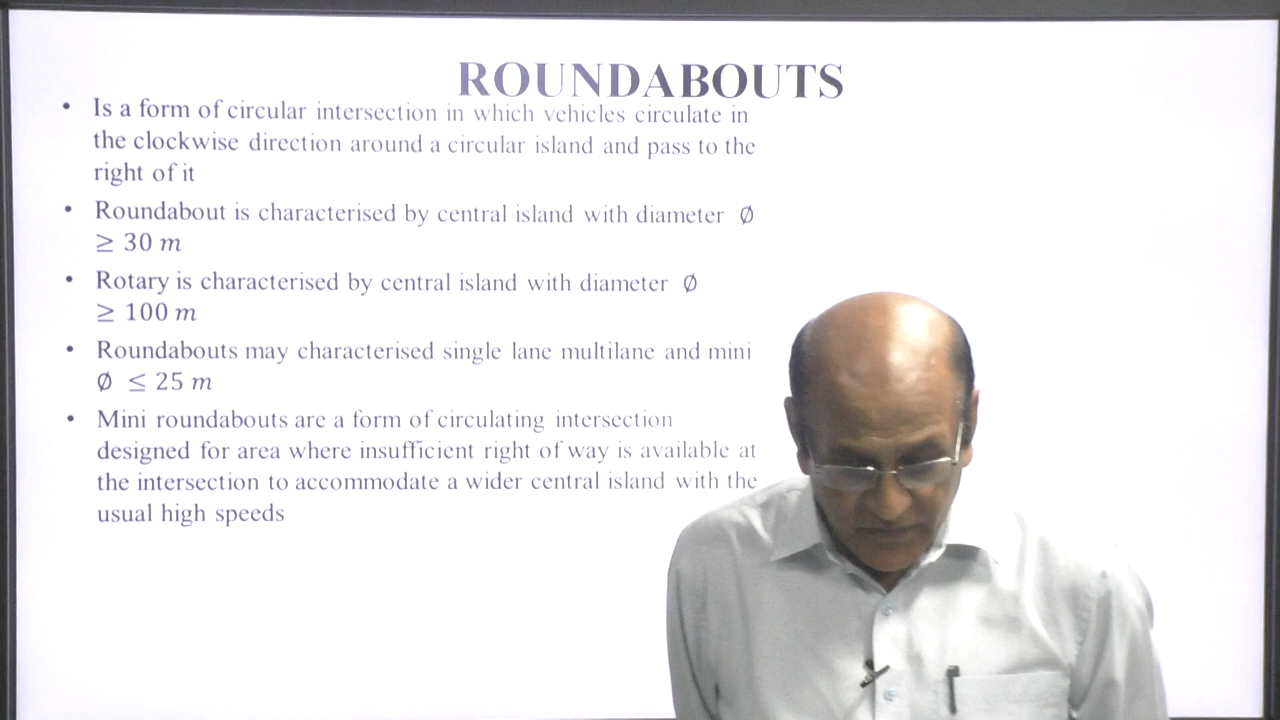 ROUNDABOUTS
• Is a form of circular intersection in which vehicles circulate in
the clockwise direction around a circular island and pass to the
right of it
• Roundabout is characterised by central island with diameter ∅
≥ 30 m
• Rotary is characterised by central island with diameter ∅
≥ 100 m
• Roundabouts may characterised single lane multilane and mini
∅ ≤ 25 m
• Mini roundabouts are a form of circulating intersection
designed for area where insufficient right of way is available at
the intersection to accommodate a wider central island with the
usual high speeds